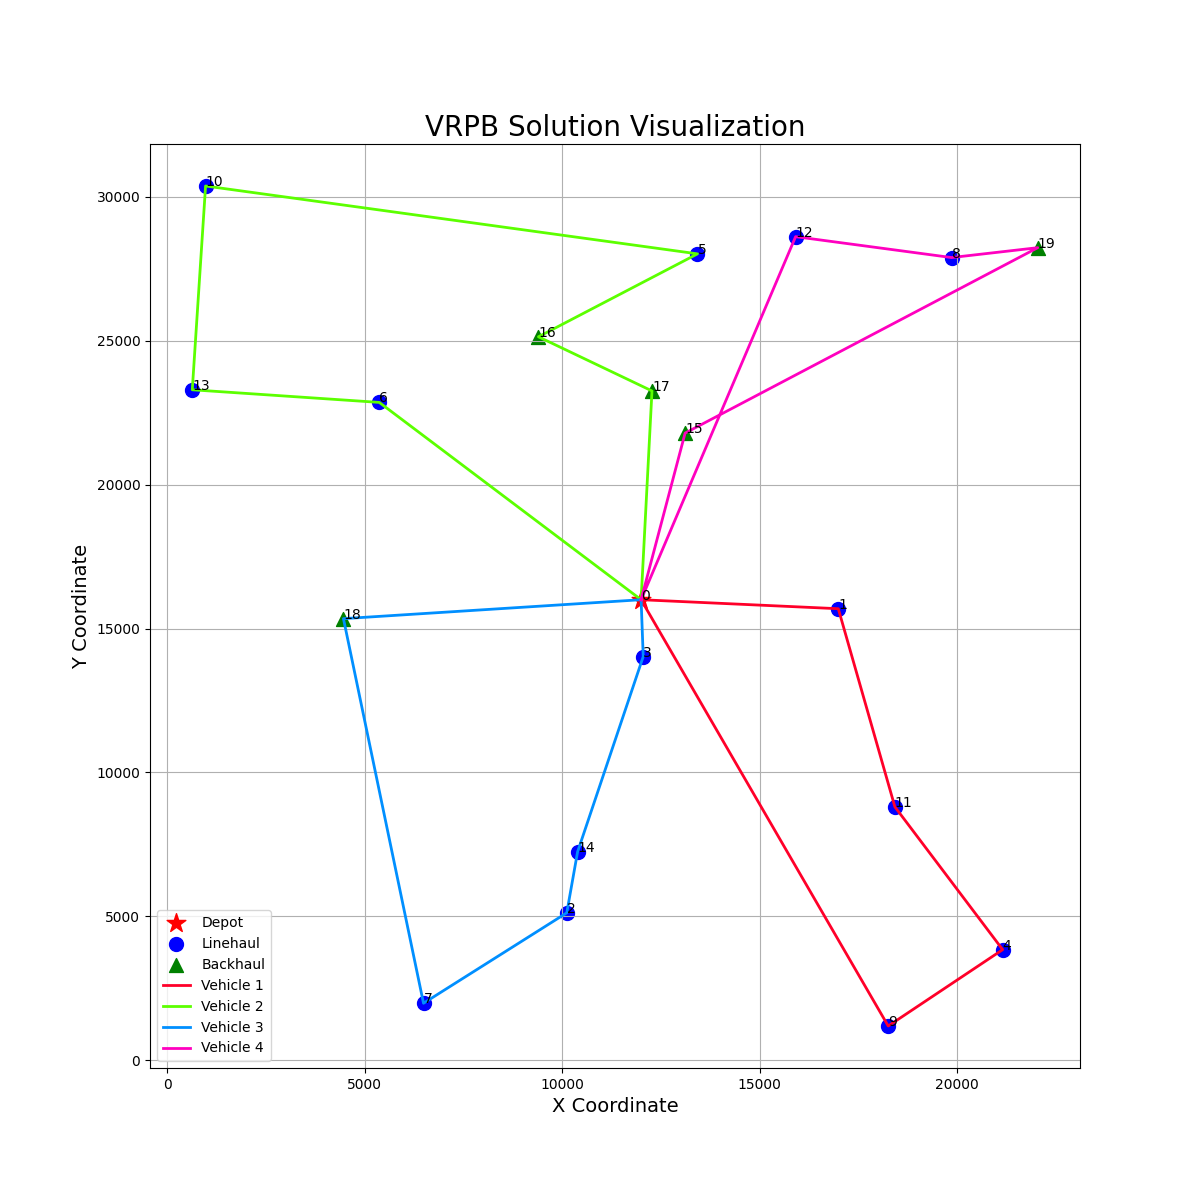 VRPB Solution Visualization
Y Coordinate
30000
25000
20000
15000
10000
5000
0
10
5
12
8
19
16
13
6
17
15
0
18
1
3
11
14
2
4
7
9
Depot
Linehaul
Backhaul
Vehicle 1
Vehicle 2
Vehicle 3
Vehicle 4
0 5000 10000 15000 20000
X Coordinate